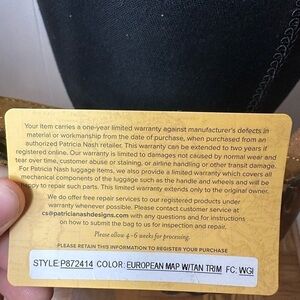 Your item carries a one-year limited warranty against manufacturer's defects in
material or workmanship from the date of purchase, when purchased from an
authorized Patricia Nash retailer. This warranty can be extended to two years if
registered online. Our warranty is limited to damages not caused by normal wear and
tear over time, customer abuse or staining, or airline handling or other transit damage.
For Patricia Nash luggage items, we also provide a limited warranty which covers all
mechanical components of the luggage such as the handle and wheels and will be
happy to repair such parts. This limited warranty extends only to the original owner.
We do offer free repair services to our registered products under
warranty whenever possible. Please contact customer service at
cs@patricianashdesigns.com with any questions and for instructions
on how to submit the bag to us for inspection and repair.
Please allow 4-6 weeks for processing.
PLEASE RETAIN THIS INFORMATION TO REGISTER YOUR PURCHASE
STYLE:P872414 COLOR:EUROPEAN MAP W/TAN TRIM FC:WGI